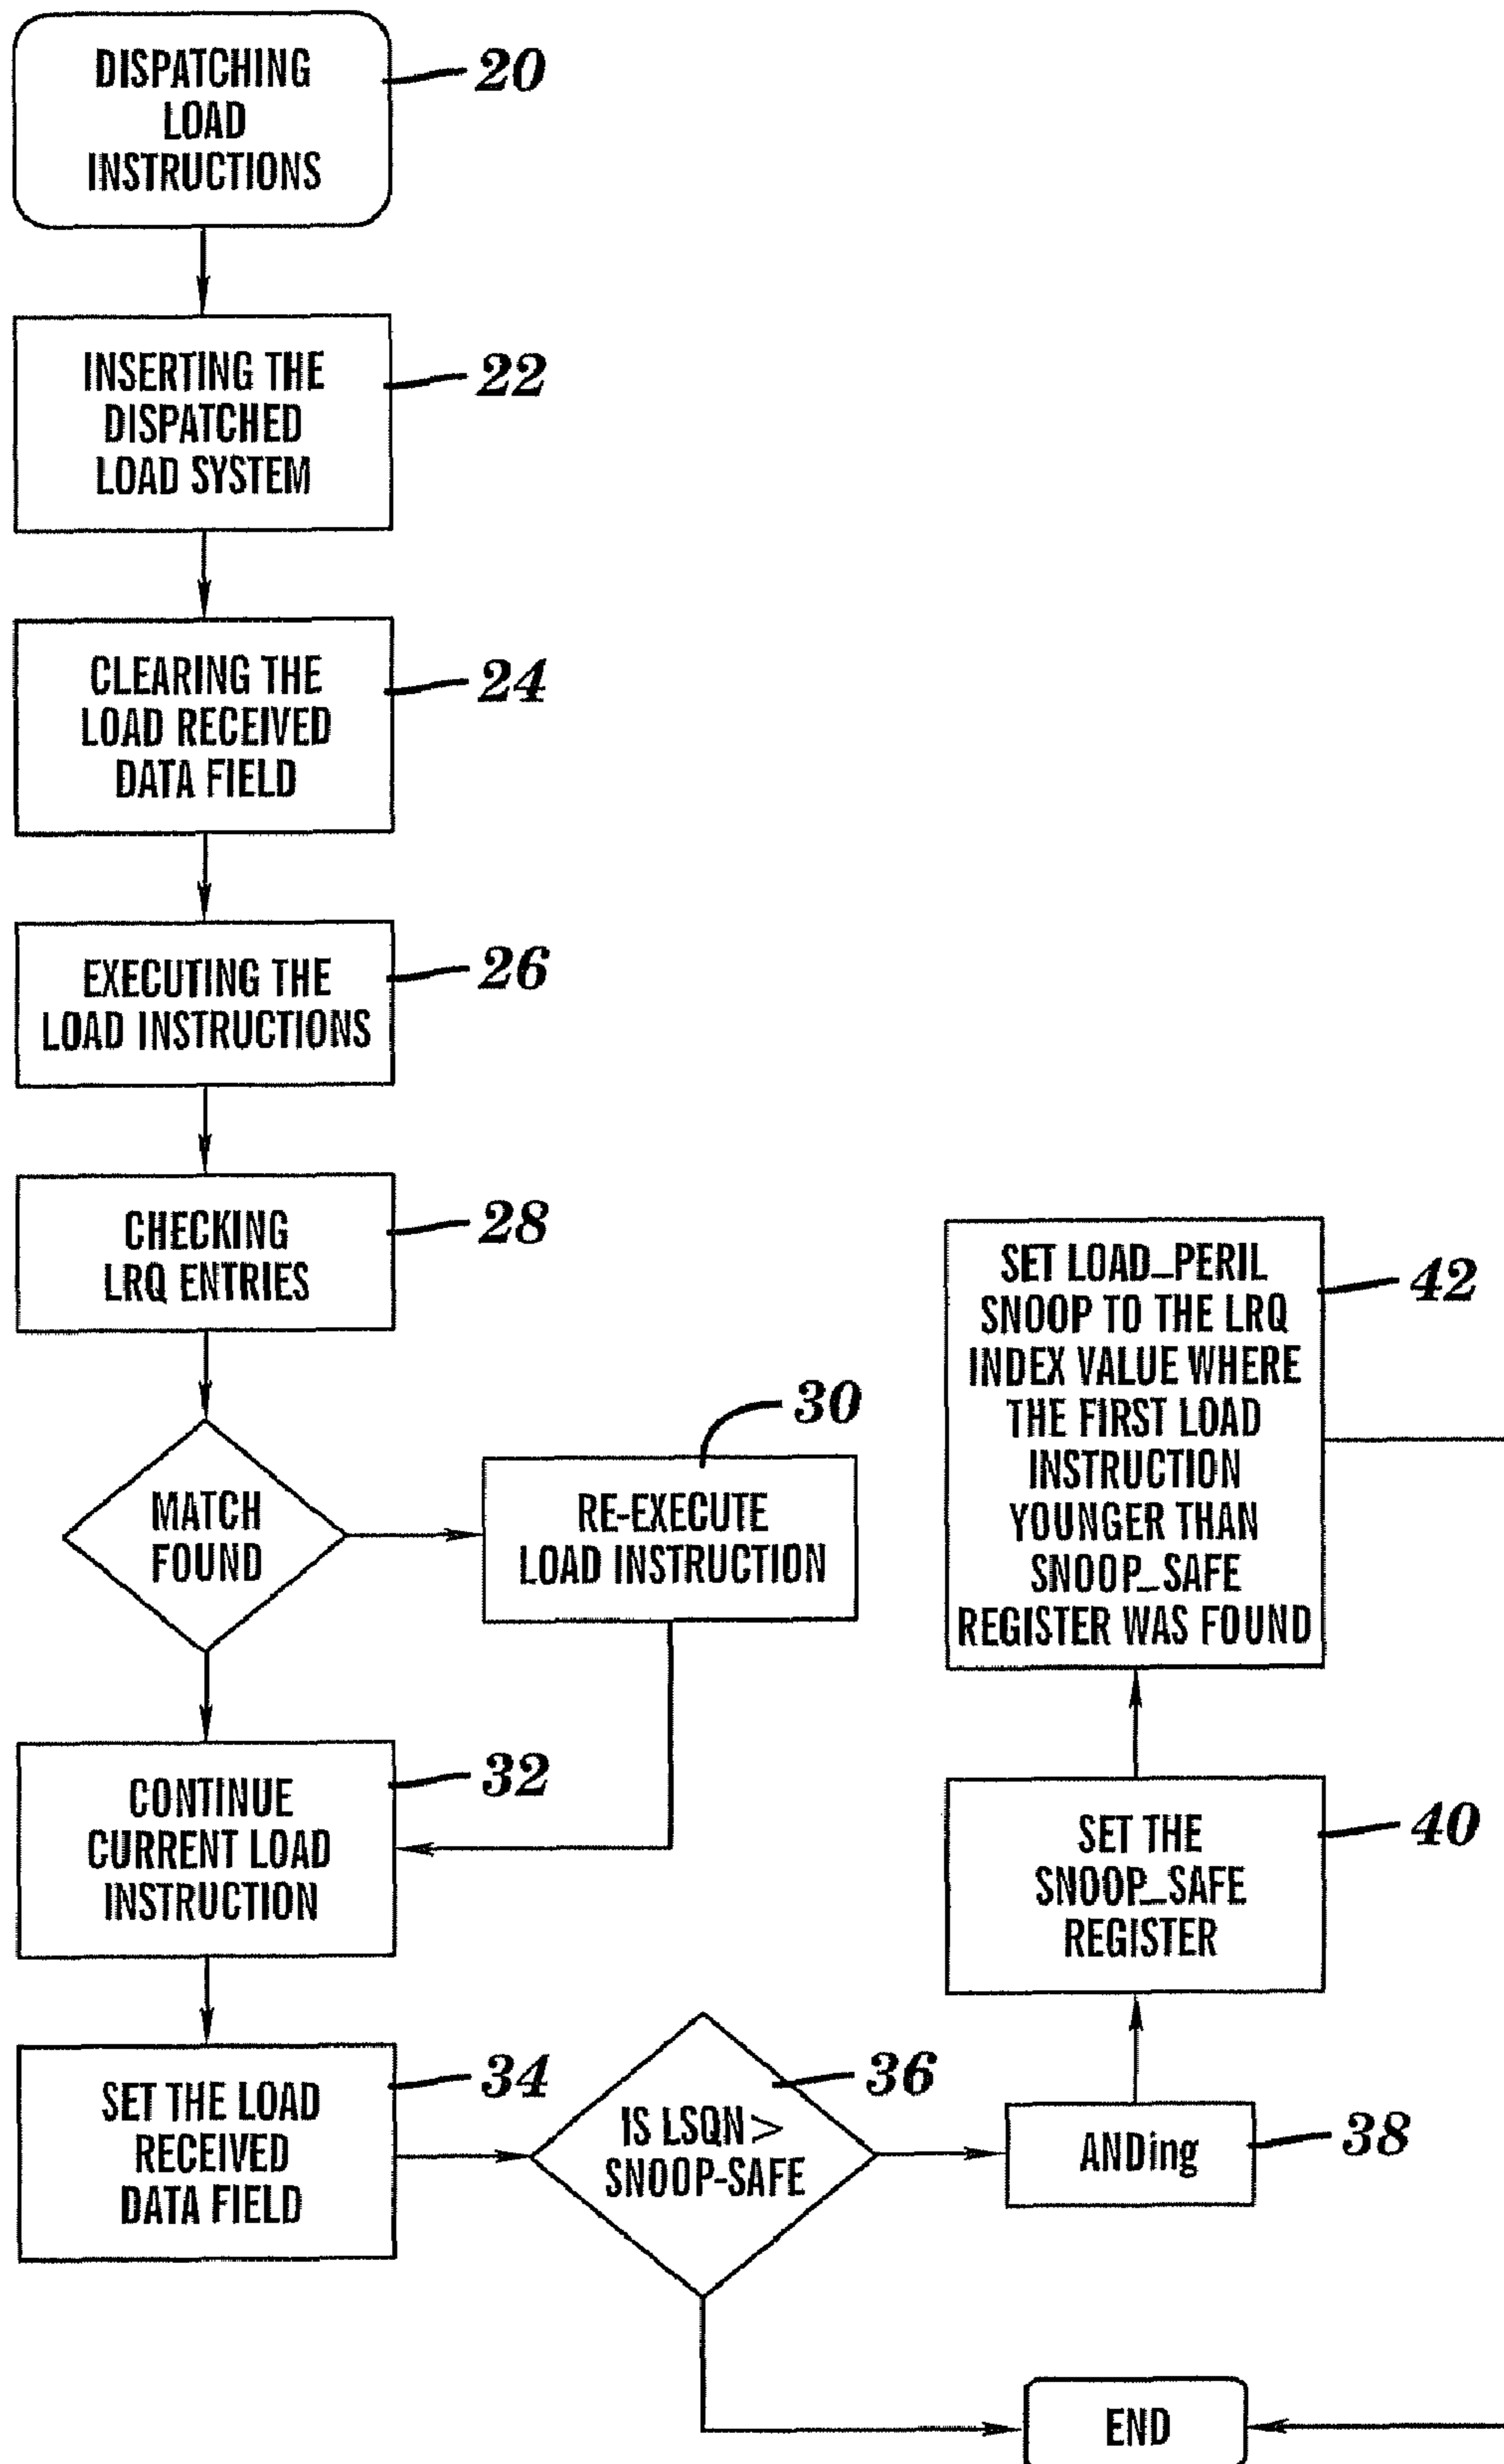 DISPATCHING
LOAD
INSTRUCTIONS
20
INSERTING THE
DISPATCHED
LOAD SYSTEM
22
CLEARING THE
LOAD RECEIVED
DATA FIELD
24
EXECUTING THE
LOAD INSTRUCTIONS
26
CHECKING
LRQ ENTRIES
28
MATCH
FOUND
RE-EXECUTE
LOAD INSTRUCTION
30
CONTINUE
CURRENT LOAD
INSTRUCTION
32
SET THE LOAD
RECEIVED
DATA FIELD
34
IS LSQN >
SNOOP-SAFE
36
ANDing
38
SET THE
SNOOP_SAFE
REGISTER
40
SET LOAD_PERIL
SNOOP TO THE LRQ
INDEX VALUE WHERE
THE FIRST LOAD
INSTRUCTION
YOUNGER THAN
SNOOP_SAFE
REGISTER WAS FOUND
42
END